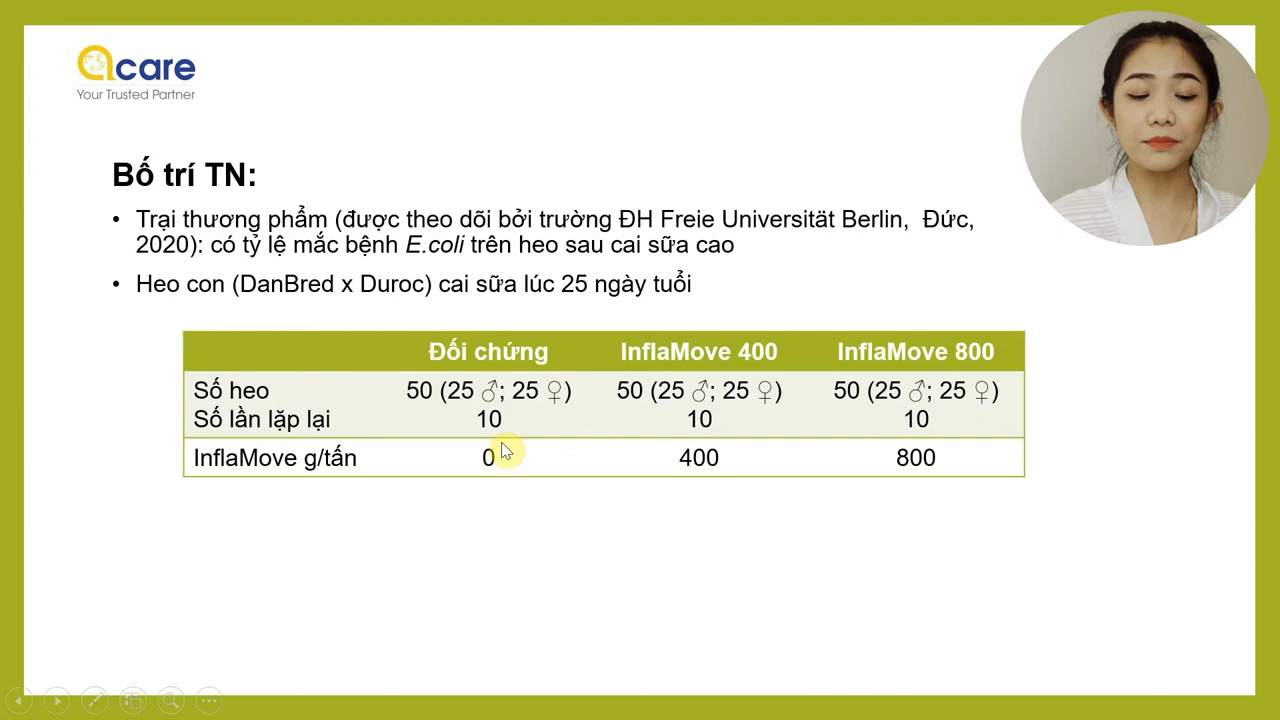 acare
Your Trusted Partner
Bố trí TN:
• Trại thương phẩm (được theo dõi bởi trường ĐH Freie Universität Berlin, Đức,
2020): có tỷ lệ mắc bệnh E.coli trên heo sau cai sữa cao
• Heo con (DanBred x Duroc) cai sữa lúc 25 ngày tuổi
Đối chứng InflaMove 400 InflaMove 800
Số heo 50 (25 ♂; 25 ♀) 50 (25 ♂; 25 ♀) 50 (25 ♂; 25 ♀)
Số lần lặp lại 10 10 10
InflaMove g/tấn 0 400 800